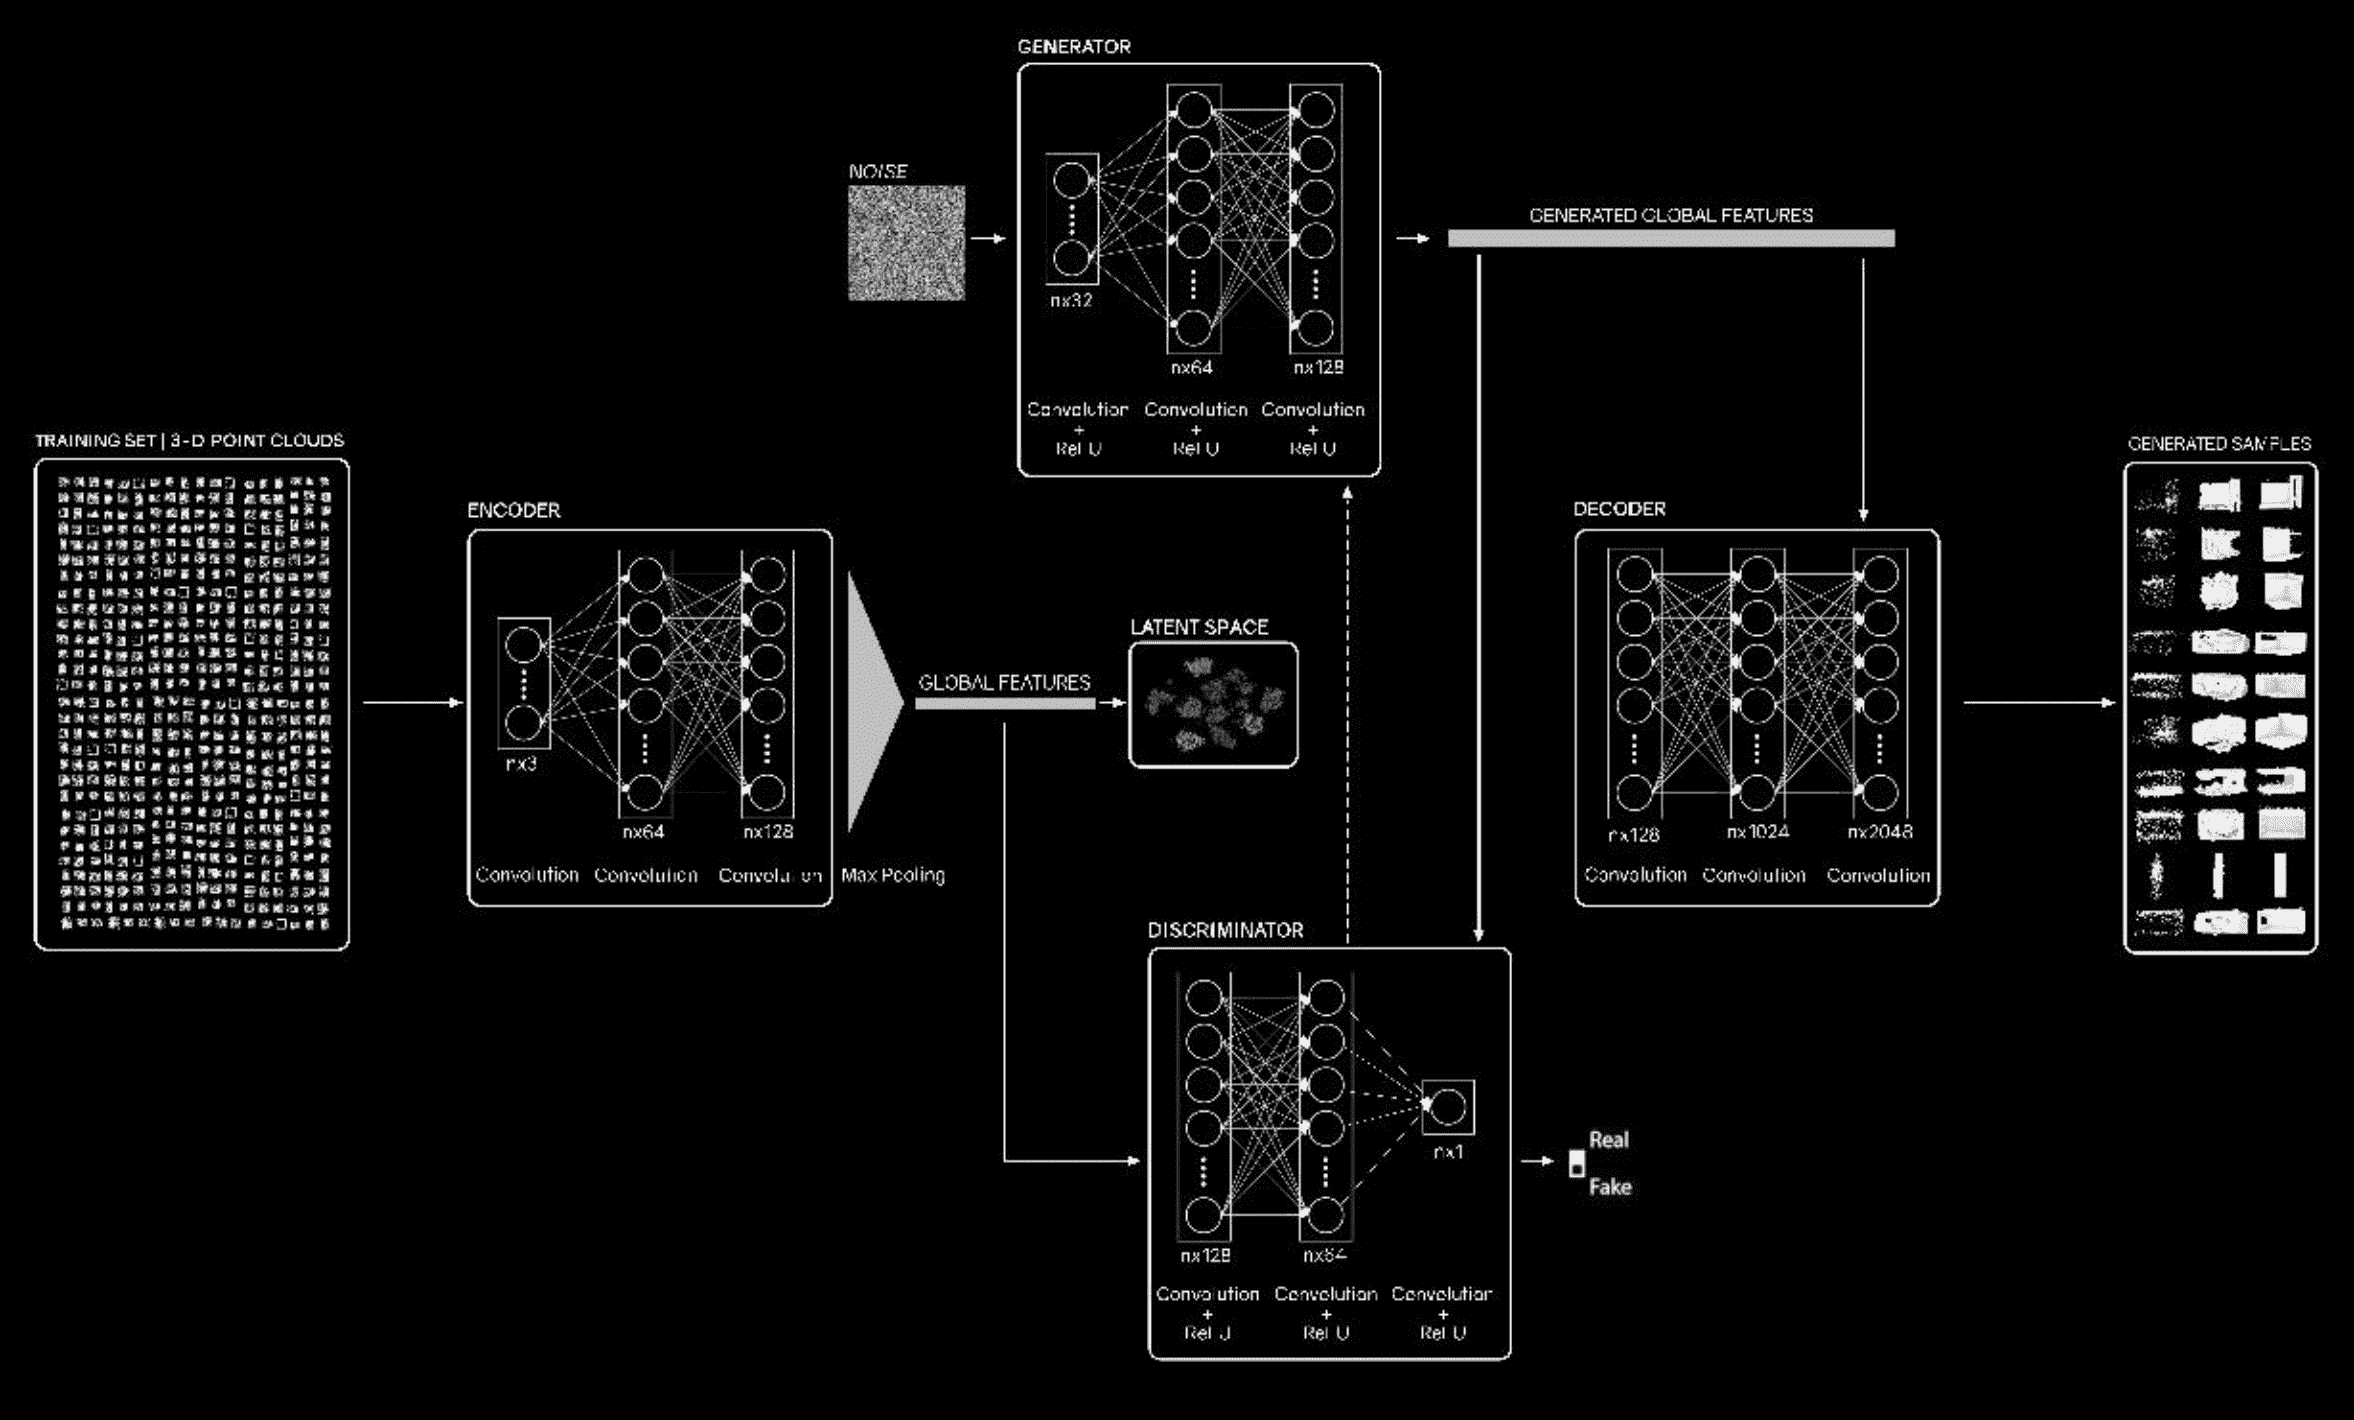 GENERATOR
NOISE
nx32
nx64
nx128
Convolution Convolution Convolution
+ + +
ReLU ReLU ReLU
GENERATED GLOBAL FEATURES
TRAINING SET | 3-D POINT CLOUDS
ENCODER
nx3
nx64
nx128
Convolution Convolution Convolution
Max Pooling
GLOBAL FEATURES
LATENT SPACE
DECODER
nx128
nx1024
nx2048
Convolution Convolution Convolution
GENERATED SAMPLES
DISCRIMINATOR
nx128
nx64
nx1
Convolution Convolution Convolution
+ + +
ReLU ReLU ReLU
Real
Fake